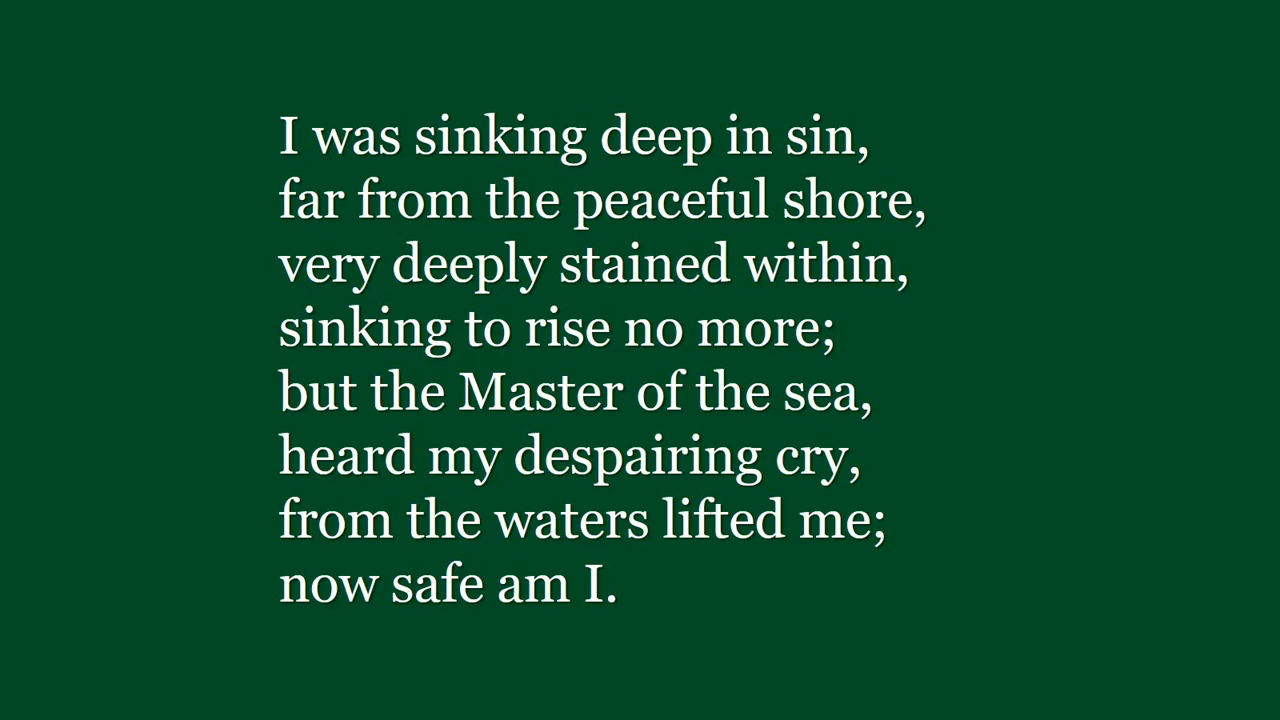 I was sinking deep in sin,
far from the peaceful shore,
very deeply stained within,
sinking to rise no more;
but the Master of the sea,
heard my despairing cry,
from the waters lifted me;
now safe am I.